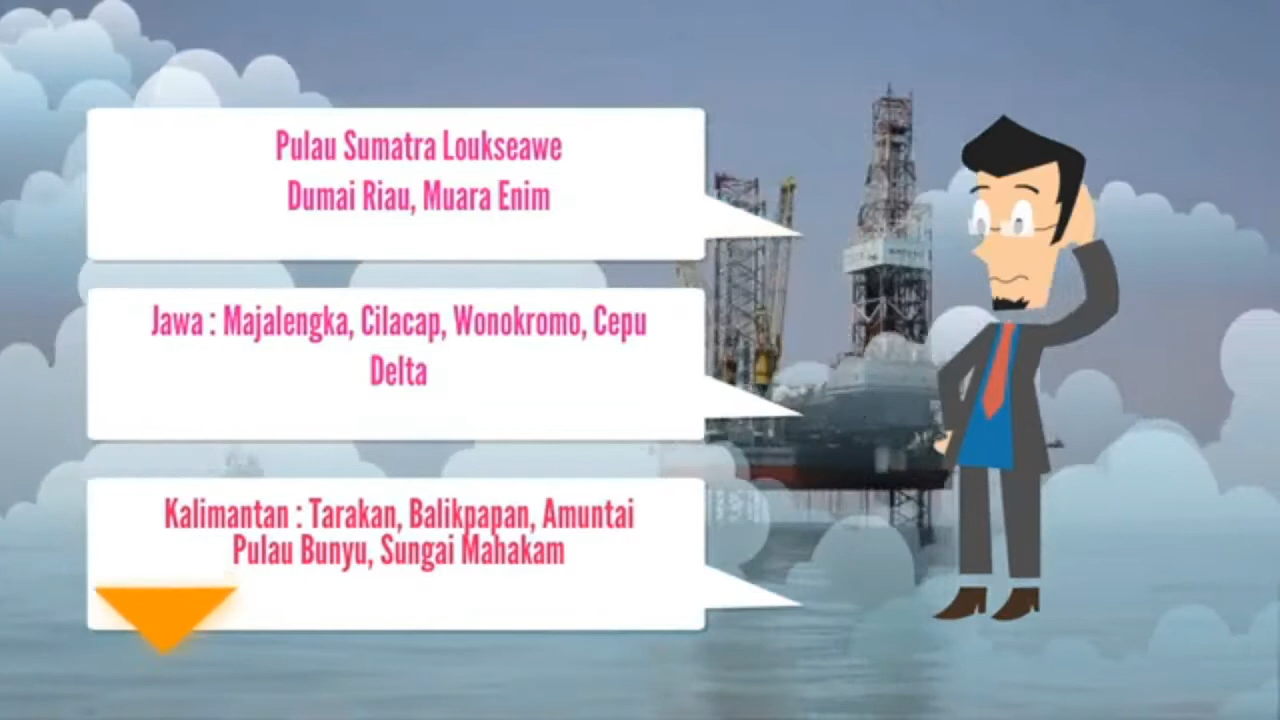 Pulau Sumatra Loukseawe
Dumai Riau, Muara Enim
Jawa : Majalengka, Cilacap, Wonokromo, Cepu
Delta
Kalimantan : Tarakan, Balikpapan, Amuntai
Pulau Bunyu, Sungai Mahakam